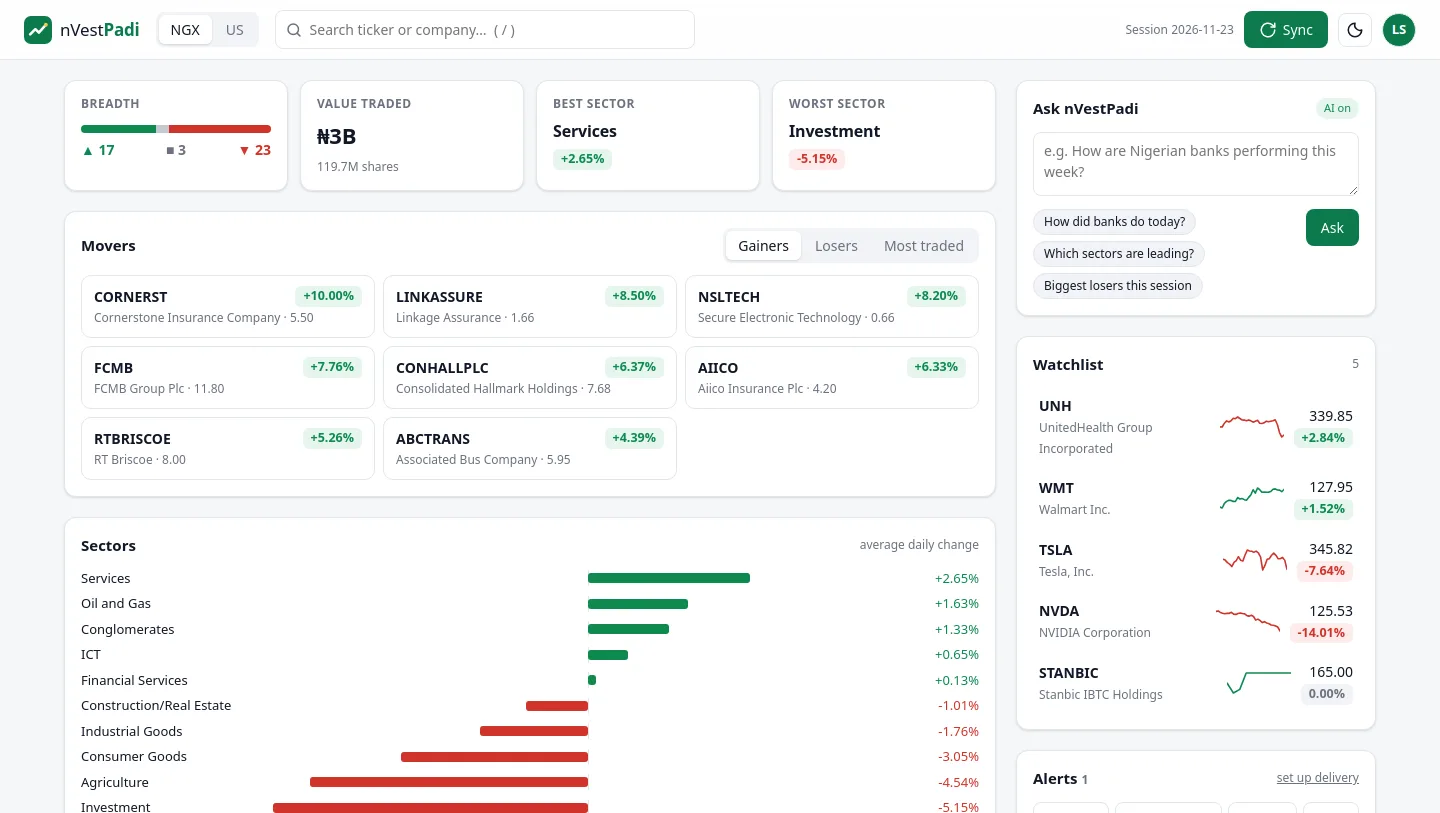 nVestPadi
NGX
US
Search ticker or company... ( / )
Session 2026-11-23
Sync
LS
BREADTH
▲ 17
■ 3
▼ 23
VALUE TRADED
₦3B
119.7M shares
BEST SECTOR
Services
+2.65%
WORST SECTOR
Investment
-5.15%
Movers
Gainers
Losers
Most traded
CORNERST
+10.00%
Cornerstone Insurance Company · 5.50
LINKASSURE
+8.50%
Linkage Assurance · 1.66
NSLTECH
+8.20%
Secure Electronic Technology · 0.66
FCMB
+7.76%
FCMB Group Plc · 11.80
CONHALLPLC
+6.37%
Consolidated Hallmark Holdings · 7.68
AIICO
+6.33%
Aiico Insurance Plc · 4.20
RTBRISCOE
+5.26%
RT Briscoe · 8.00
ABCTRANS
+4.39%
Associated Bus Company · 5.95
Sectors
average daily change
Services +2.65%
Oil and Gas +1.63%
Conglomerates +1.33%
ICT +0.65%
Financial Services +0.13%
Construction/Real Estate -1.01%
Industrial Goods -1.76%
Consumer Goods -3.05%
Agriculture -4.54%
Investment -5.15%
Ask nVestPadi
AI on
e.g. How are Nigerian banks performing this
week?
How did banks do today?
Which sectors are leading?
Biggest losers this session
Ask
Watchlist
5
UNH
UnitedHealth Group
Incorporated
339.85
+2.84%
WMT
Walmart Inc.
127.95
+1.52%
TSLA
Tesla, Inc.
345.82
-7.64%
NVDA
NVIDIA Corporation
125.53
-14.01%
STANBIC
Stanbic IBTC Holdings
165.00
0.00%
Alerts 1
set up delivery